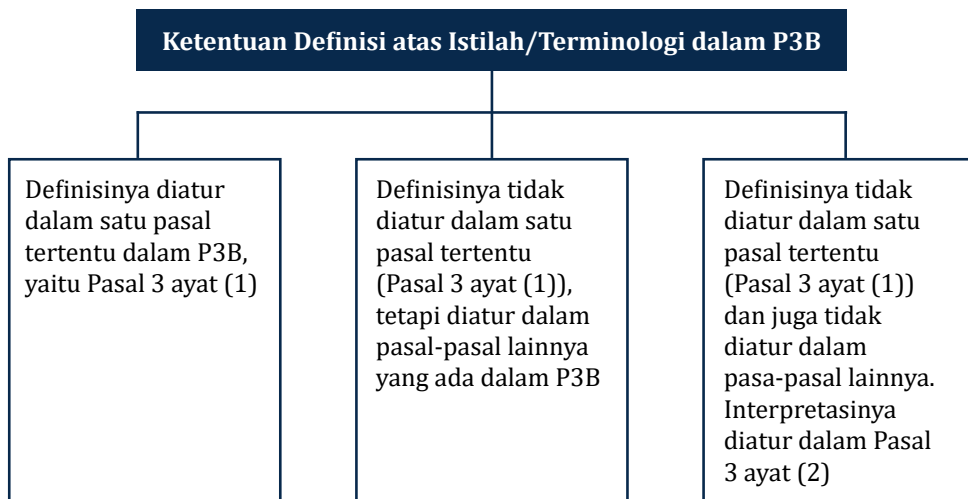 Ketentuan Definisi atas Istilah/Terminologi dalam P3B
Definisinya diatur
dalam satu pasal
tertentu dalam P3B,
yaitu Pasal 3 ayat (1)
Definisinya tidak
diatur dalam satu
pasal tertentu
(Pasal 3 ayat (1)),
tetapi diatur dalam
pasal-pasal lainnya
yang ada dalam P3B
Definisinya tidak
diatur dalam satu
pasal tertentu
(Pasal 3 ayat (1))
dan juga tidak
diatur dalam
pasa-pasal lainnya.
Interpretasinya
diatur dalam Pasal
3 ayat (2)